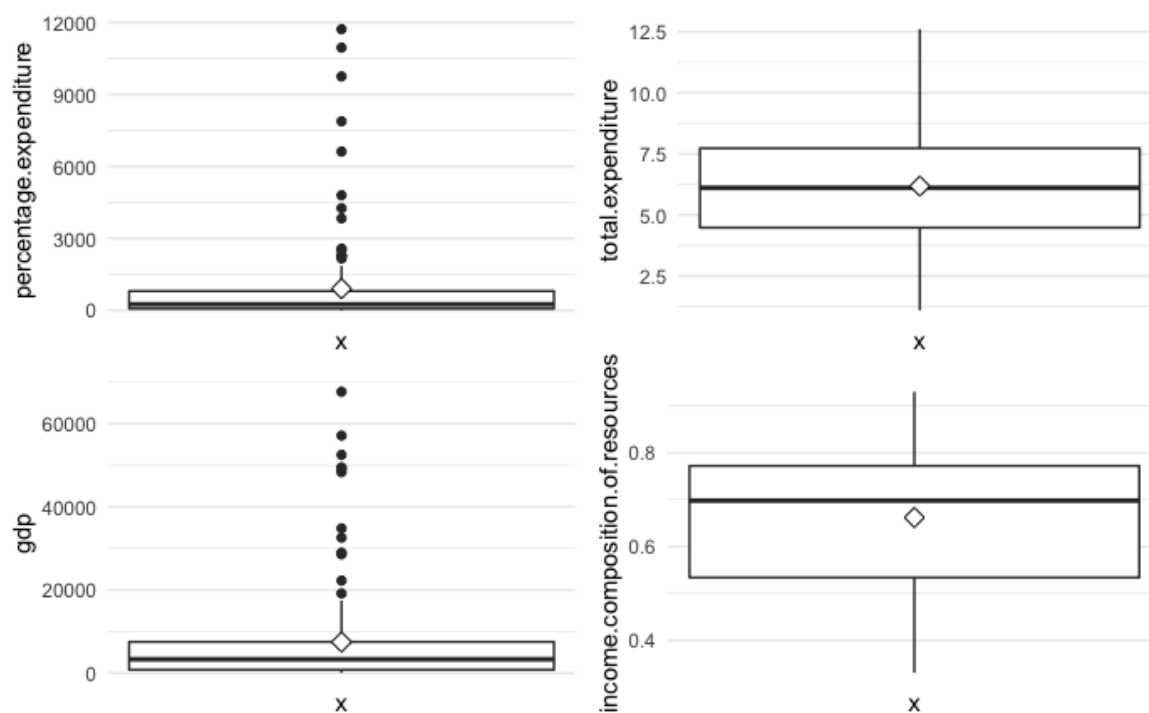 percentage.expenditure
12000
9000
6000
3000
0
x
total.expenditure
12.5
10.0
7.5
5.0
2.5
x
gdp
60000
40000
20000
0
x
income.composition.of.resources
0.8
0.6
0.4
x